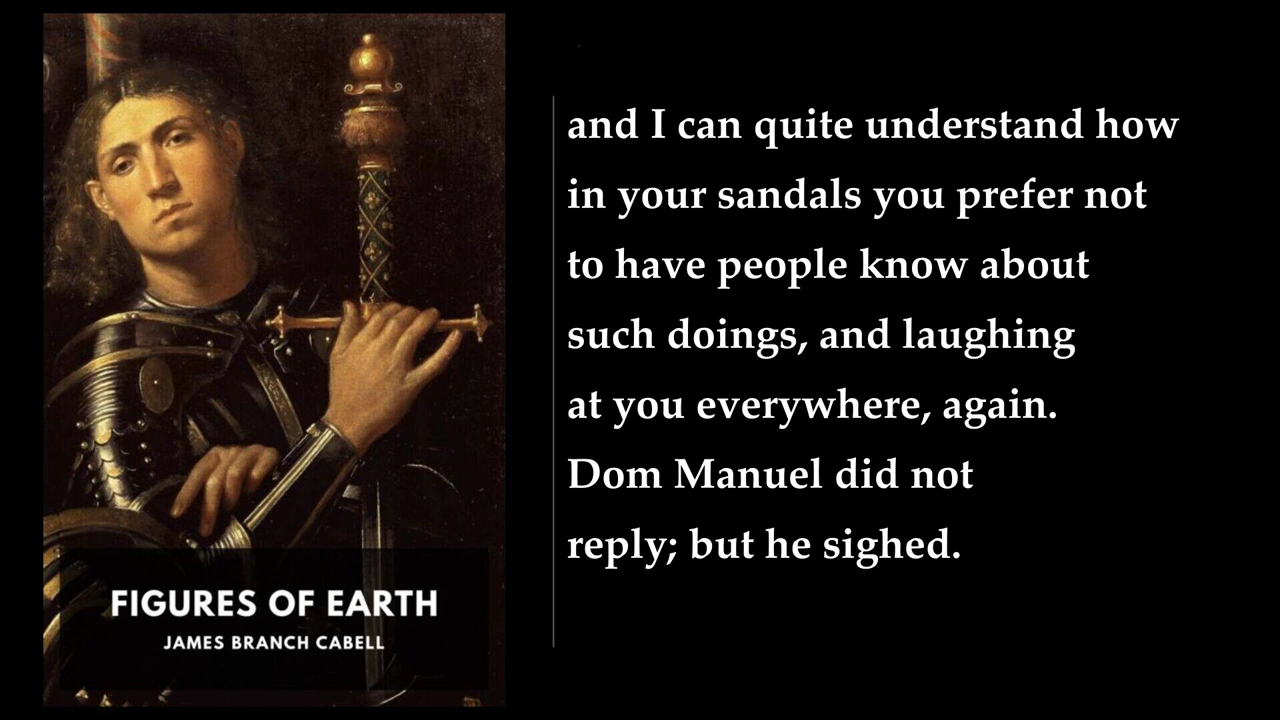 FIGURES OF EARTH
JAMES BRANCH CABELL
and I can quite understand how
in your sandals you prefer not
to have people know about
such doings, and laughing
at you everywhere, again.
Dom Manuel did not
reply; but he sighed.